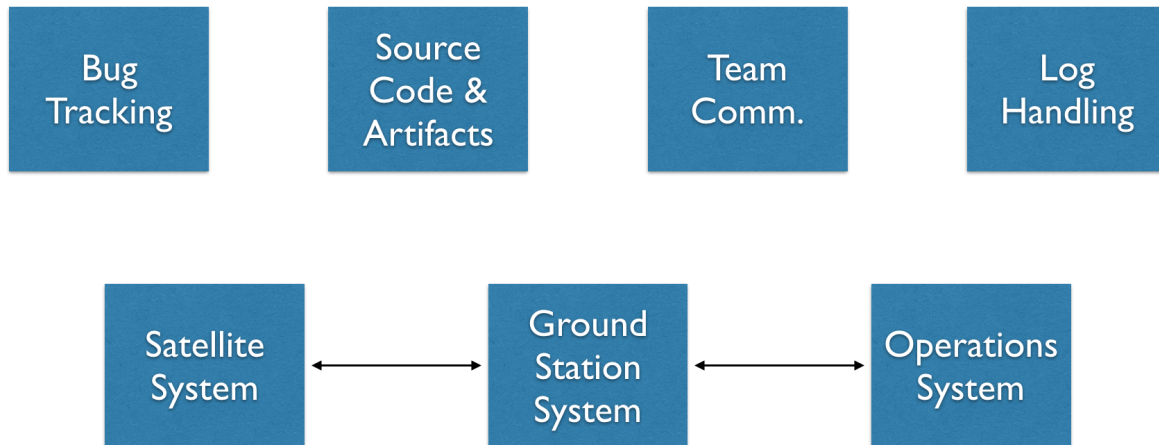 Bug
Tracking
Source
Code &
Artifacts
Team
Comm.
Log
Handling
Satellite
System
Ground
Station
System
Operations
System